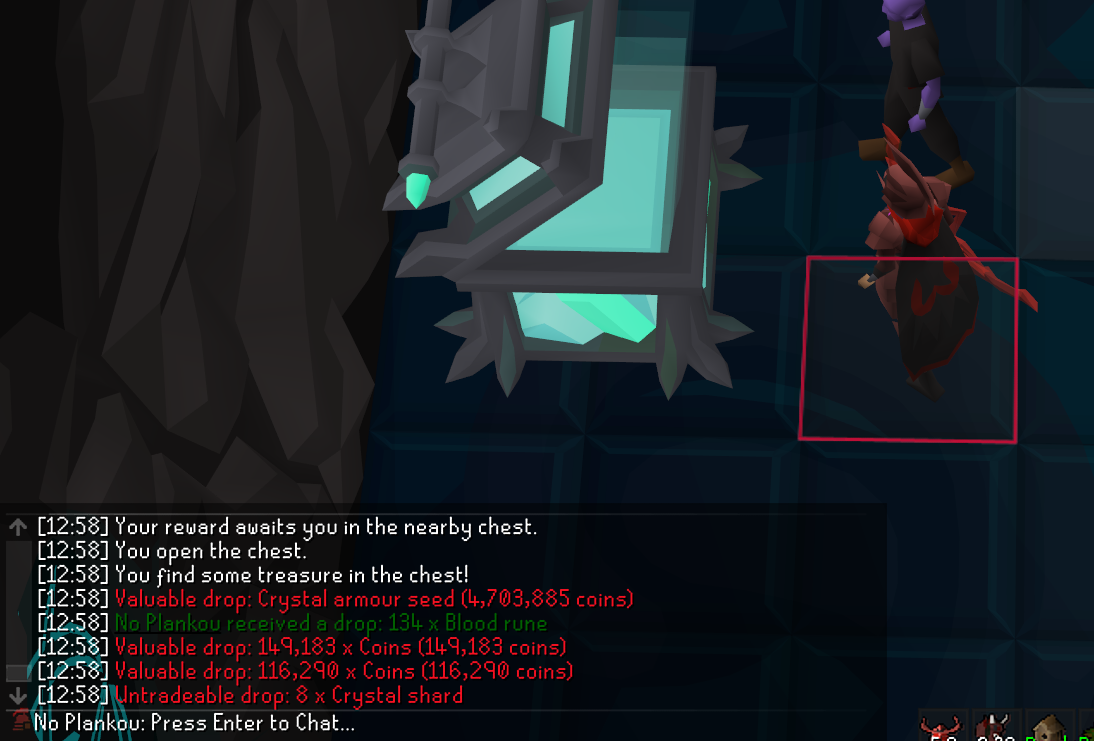 [12:58] Your reward awaits you in the nearby chest.
[12:58] You open the chest.
[12:58] You find some treasure in the chest!
[12:58] Valuable drop: Crystal armour seed (4,703,885 coins)
[12:58] No Plankou received a drop: 134 x Blood rune
[12:58] Valuable drop: 149,183 x Coins (149,183 coins)
[12:58] Valuable drop: 116,290 x Coins (116,290 coins)
[12:58] Untradeable drop: 8 x Crystal shard
No Plankou: Press Enter to Chat...